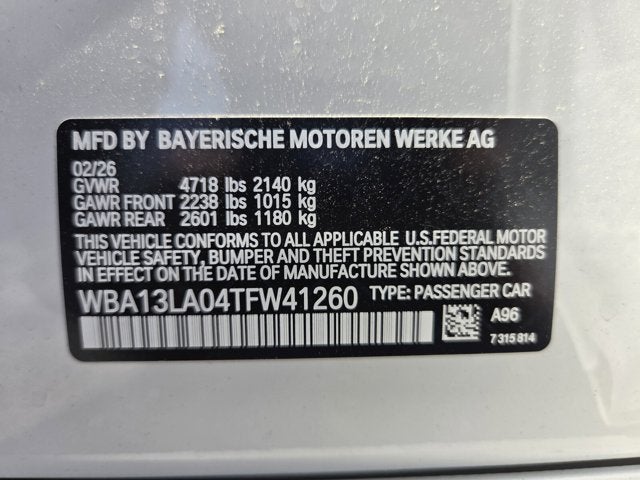 MFD BY BAYERISCHE MOTOREN WERKE AG
02/26
GVWR 4718 lbs 2140 kg
GAWR FRONT 2238 lbs 1015 kg
GAWR REAR 2601 lbs 1180 kg
THIS VEHICLE CONFORMS TO ALL APPLICABLE U.S.FEDERAL MOTOR
VEHICLE SAFETY, BUMPER, AND THEFT PREVENTION STANDARDS
IN EFFECT ON THE DATE OF MANUFACTURE SHOWN ABOVE.
WBA13LA04TFW41260 TYPE: PASSENGER CAR
A96
7 315 814